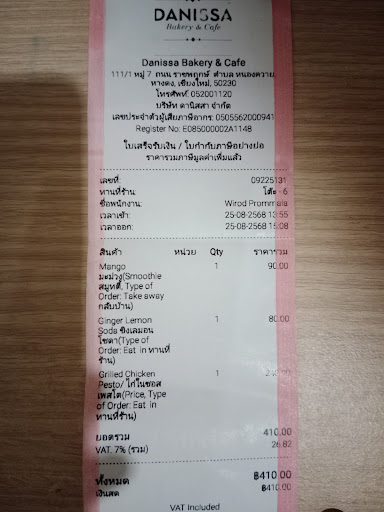 DANISSA
Bakery & Cafe
Danissa Bakery & Cafe
111/1 หมู่ 7 ถนน ราชพฤกษ์ ตำบล หนองควาย,
หางดง, เชียงใหม่, 50230
โทรศัพท์: 052001120
บริษัท ดานิสสา จำกัด
เลขประจำตัวผู้เสียภาษีอากร: 0505562000941
Register No: E085000002A1148
ใบเสร็จรับเงิน / ใบกำกับภาษีอย่างย่อ
ราคารวมภาษีมูลค่าเพิ่มแล้ว
เลขที่: 09225131
ทานที่ร้าน: โต๊ะ - 6
ชื่อพนักงาน: Wirod Prommala
เวลาเข้า: 25-08-2568 13:55
เวลาออก: 25-08-2568 15:08
สินค้า หน่วย Qty ราคารวม
Mango 1 90.00
มะม่วง(Smoothie
สมูทตี้, Type of
Order: Take away
กลับบ้าน)
Ginger Lemon 1 80.00
Soda ขิงเลมอน
โซดา(Type of
Order: Eat in ทานที่
ร้าน)
Grilled Chicken 1 240.00
Pesto/ ไก่ในซอส
เพสโต(Price, Type
of Order: Eat in
ทานที่ร้าน)
ยอดรวม 410.00
VAT. 7% (รวม) 26.82
ทั้งหมด ฿410.00
เงินสด ฿410.00
VAT Included